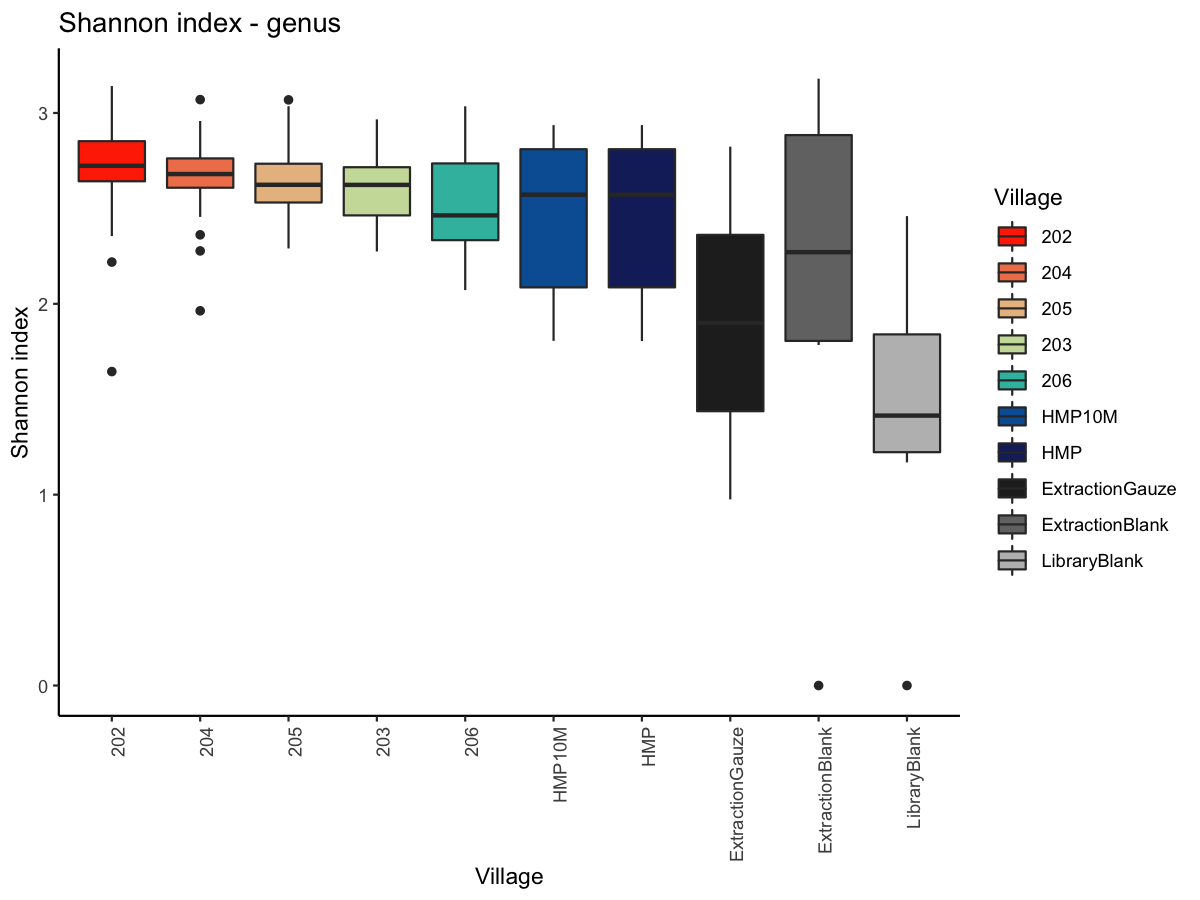 Shannon index - genus
Shannon index
3
2
1
0
202
204
205
203
206
HMP10M
HMP
ExtractionGauze
ExtractionBlank
LibraryBlank
Village
Village
202
204
205
203
206
HMP10M
HMP
ExtractionGauze
ExtractionBlank
LibraryBlank